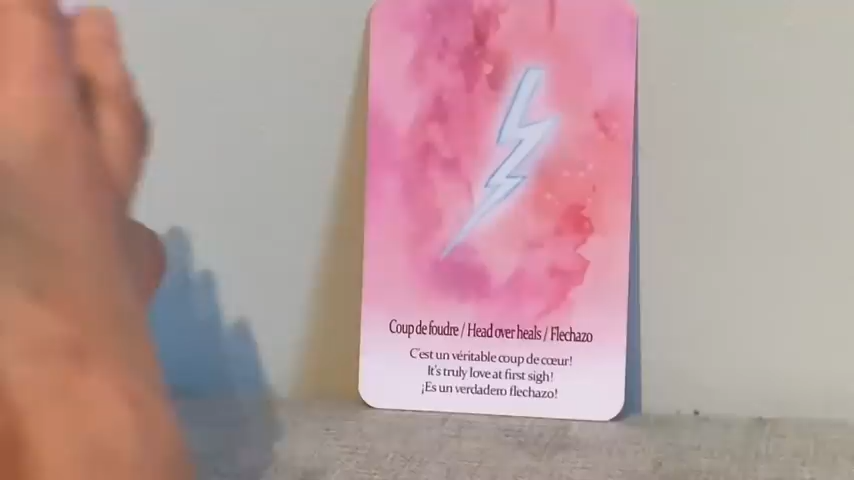 Coup de foudre / Head over heals / Flechazo
C'est un véritable coup de cœur!
It's truly love at first sigh!
¡Es un verdadero flechazo!